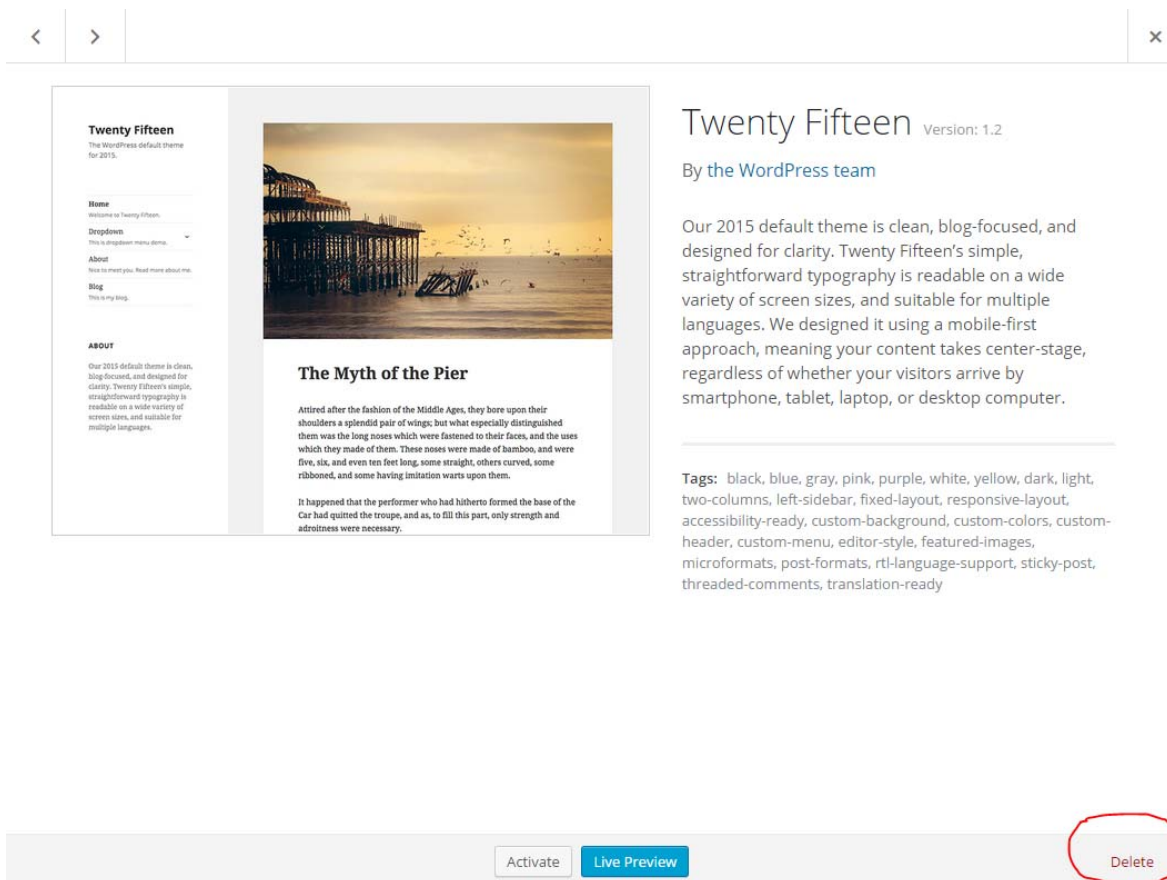 Twenty Fifteen
The WordPress default theme
for 2015.
Home
Welcome to Twenty Fifteen.
Dropdown
This is dropdown menu demo.
About
Nice to meet you. Read more about me.
Blog
This is my blog.
ABOUT
Our 2015 default theme is clean,
blog-focused, and designed for
clarity. Twenty Fifteen's simple,
straightforward typography is
readable on a wide variety of
screen sizes, and suitable for
multiple languages.
The Myth of the Pier
Attired after the fashion of the Middle Ages, they bore upon their
shoulders a splendid pair of wings; but what especially distinguished
them was the long noses which were fastened to their faces, and the uses
which they made of them. These noses were made of bamboo, and were
five, six, and even ten feet long, some straight, others curved, some
ribboned, and some having imitation warts upon them.
It happened that the performer who had hitherto formed the base of the
Car had quitted the troupe, and as, to fill this part, only strength and
adroitness were necessary.
Twenty Fifteen Version: 1.2
By the WordPress team
Our 2015 default theme is clean, blog-focused, and
designed for clarity. Twenty Fifteen's simple,
straightforward typography is readable on a wide
variety of screen sizes, and suitable for multiple
languages. We designed it using a mobile-first
approach, meaning your content takes center-stage,
regardless of whether your visitors arrive by
smartphone, tablet, laptop, or desktop computer.
Tags: black, blue, gray, pink, purple, white, yellow, dark, light,
two-columns, left-sidebar, fixed-layout, responsive-layout,
accessibility-ready, custom-background, custom-colors, custom-
header, custom-menu, editor-style, featured-images,
microformats, post-formats, rtl-language-support, sticky-post,
threaded-comments, translation-ready
Activate
Live Preview
Delete